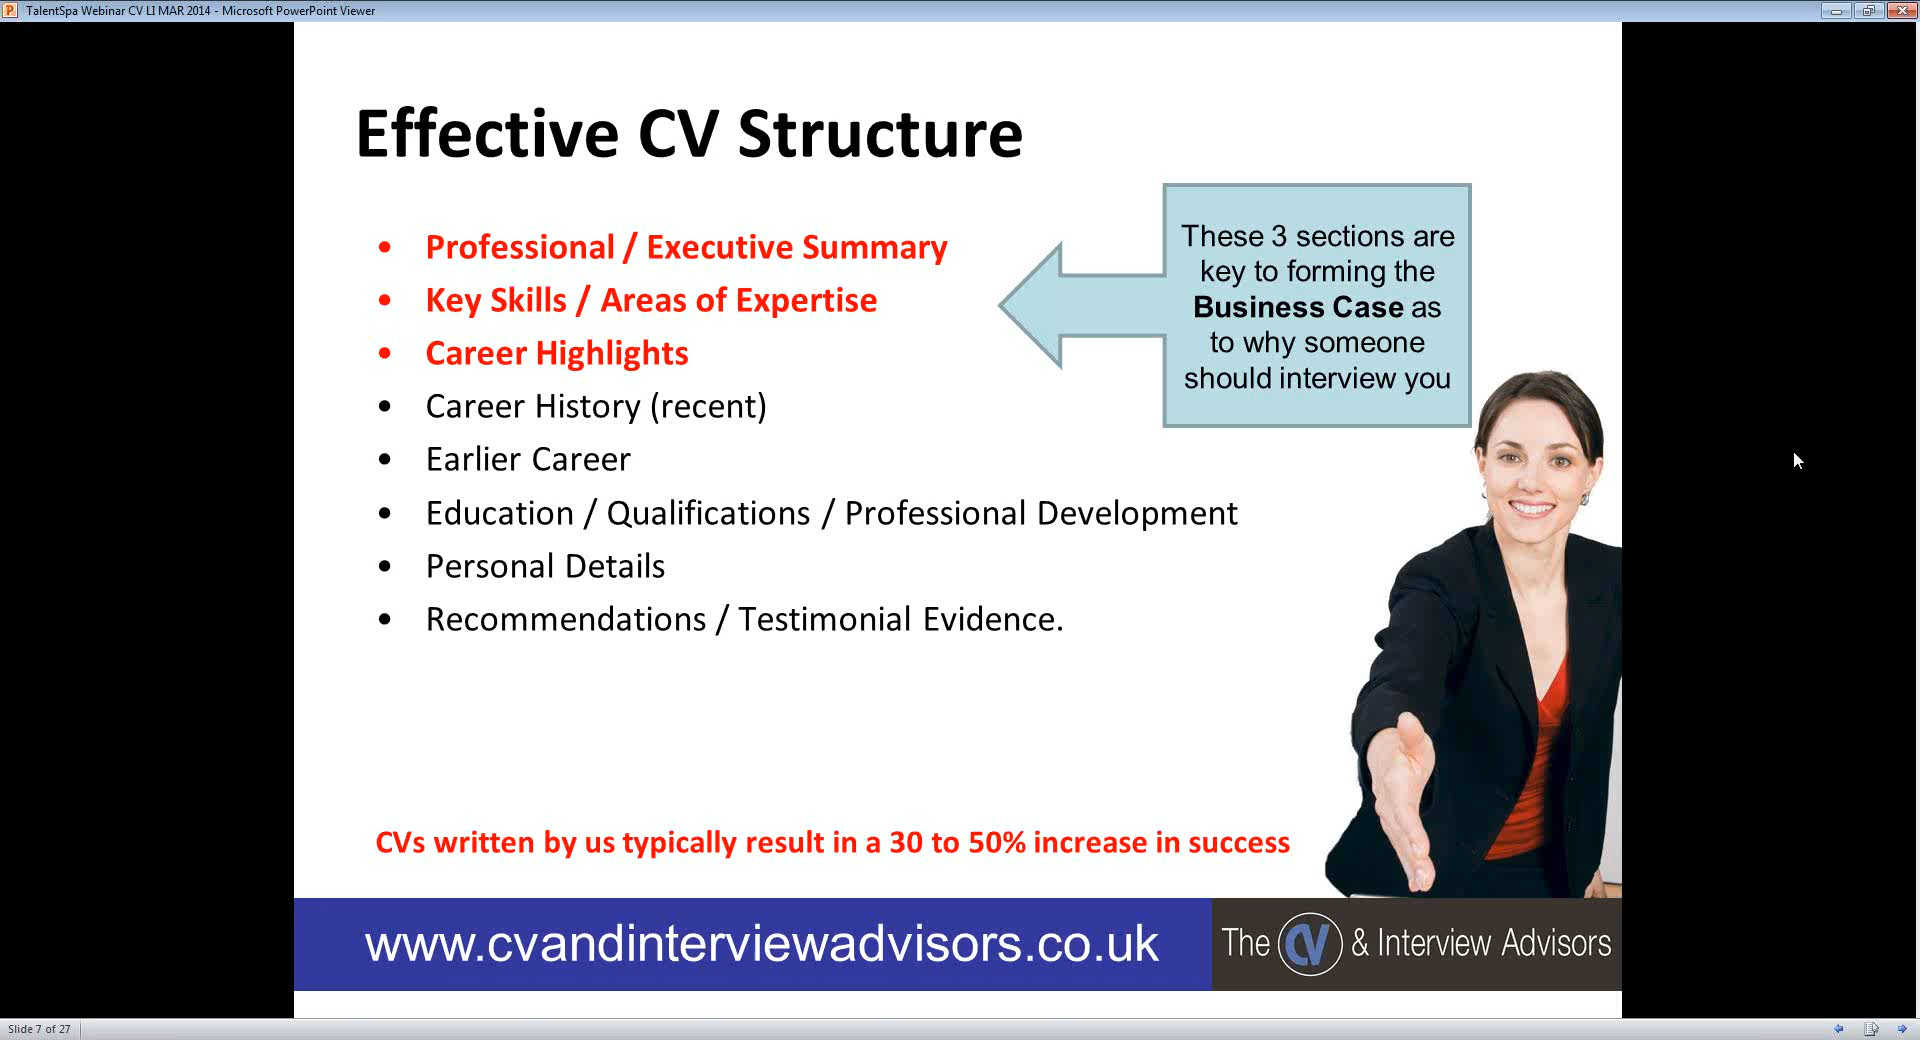 TalentSpa Webinar CV LI MAR 2014 - Microsoft PowerPoint Viewer
Effective CV Structure
• Professional / Executive Summary
• Key Skills / Areas of Expertise
• Career Highlights
• Career History (recent)
• Earlier Career
• Education / Qualifications / Professional Development
• Personal Details
• Recommendations / Testimonial Evidence.
These 3 sections are
key to forming the
Business Case as
to why someone
should interview you
CVs written by us typically result in a 30 to 50% increase in success
www.cvandinterviewadvisors.co.uk
The CV & Interview Advisors
Slide 7 of 27